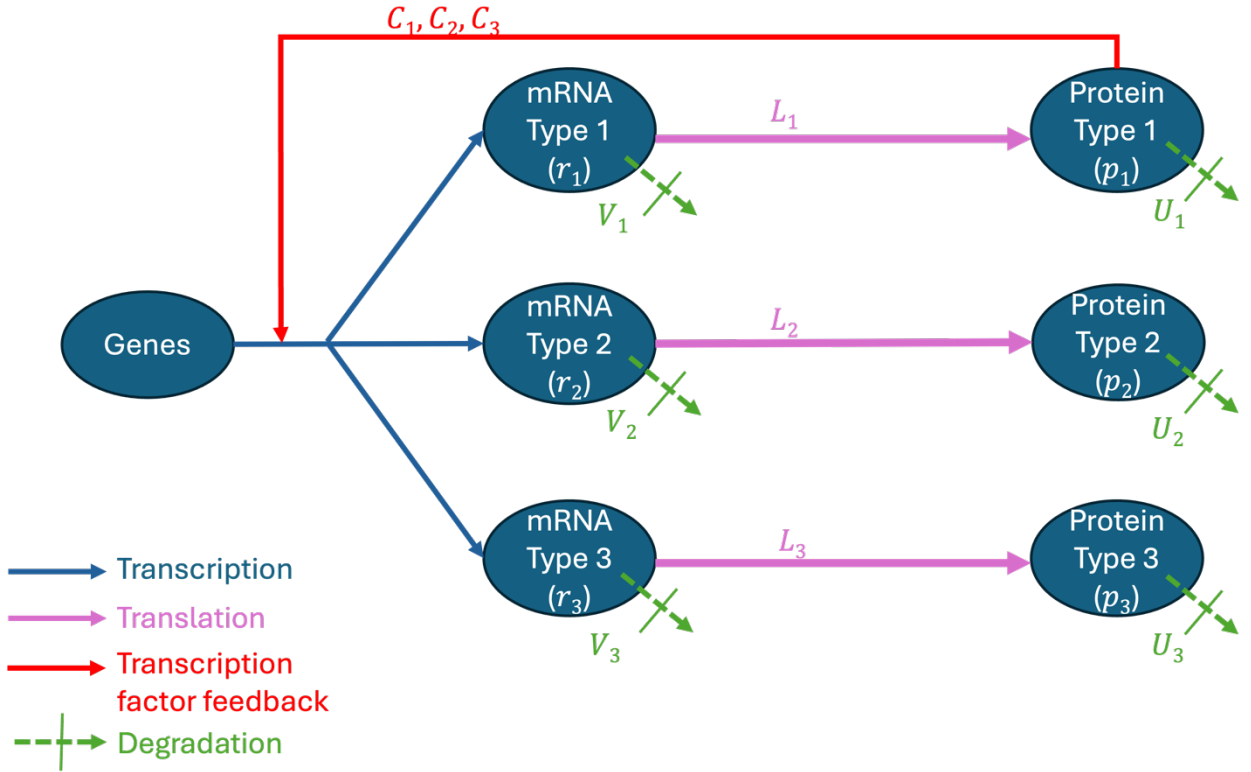 C₁, C₂, C₃
mRNA
Type 1
(r₁)
L₁
Protein
Type 1
(p₁)
V₁
U₁
Genes
mRNA
Type 2
(r₂)
L₂
Protein
Type 2
(p₂)
V₂
U₂
mRNA
Type 3
(r₃)
L₃
Protein
Type 3
(p₃)
V₃
U₃
Transcription
Translation
Transcription
factor feedback
Degradation